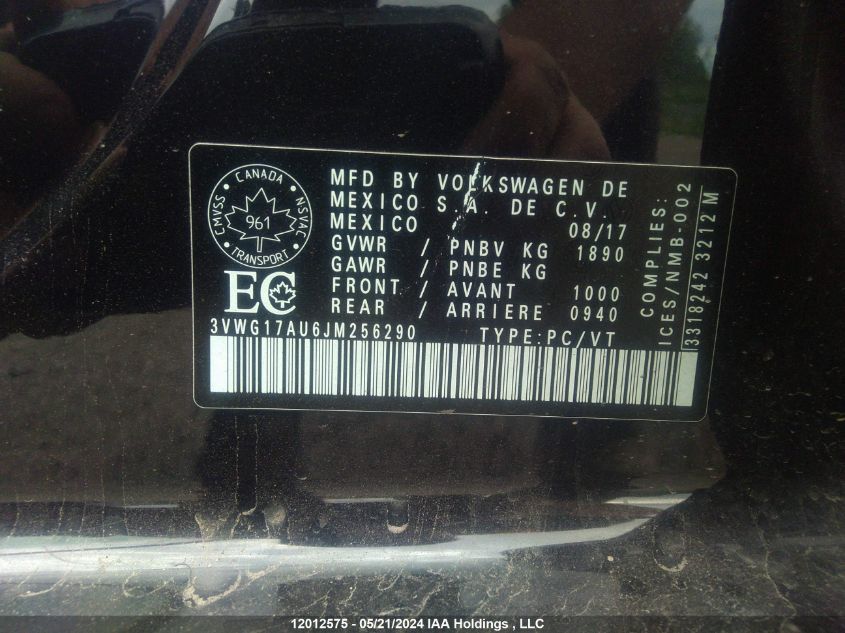 CANADA
CMVSS
NSVAC
961
TRANSPORT
EC
MFD BY VOLKSWAGEN DE
MEXICO S.A. DE C.V.
MEXICO 08/17
GVWR / PNBV KG 1890
GAWR / PNBE KG
FRONT / AVANT 1000
REAR / ARRIERE 0940
3VWG17AU6JM256290 TYPE:PC/VT
COMPLIES:
ICES/NMB-002
3318242 3212 M
12012575 - 05/21/2024 IAA Holdings , LLC